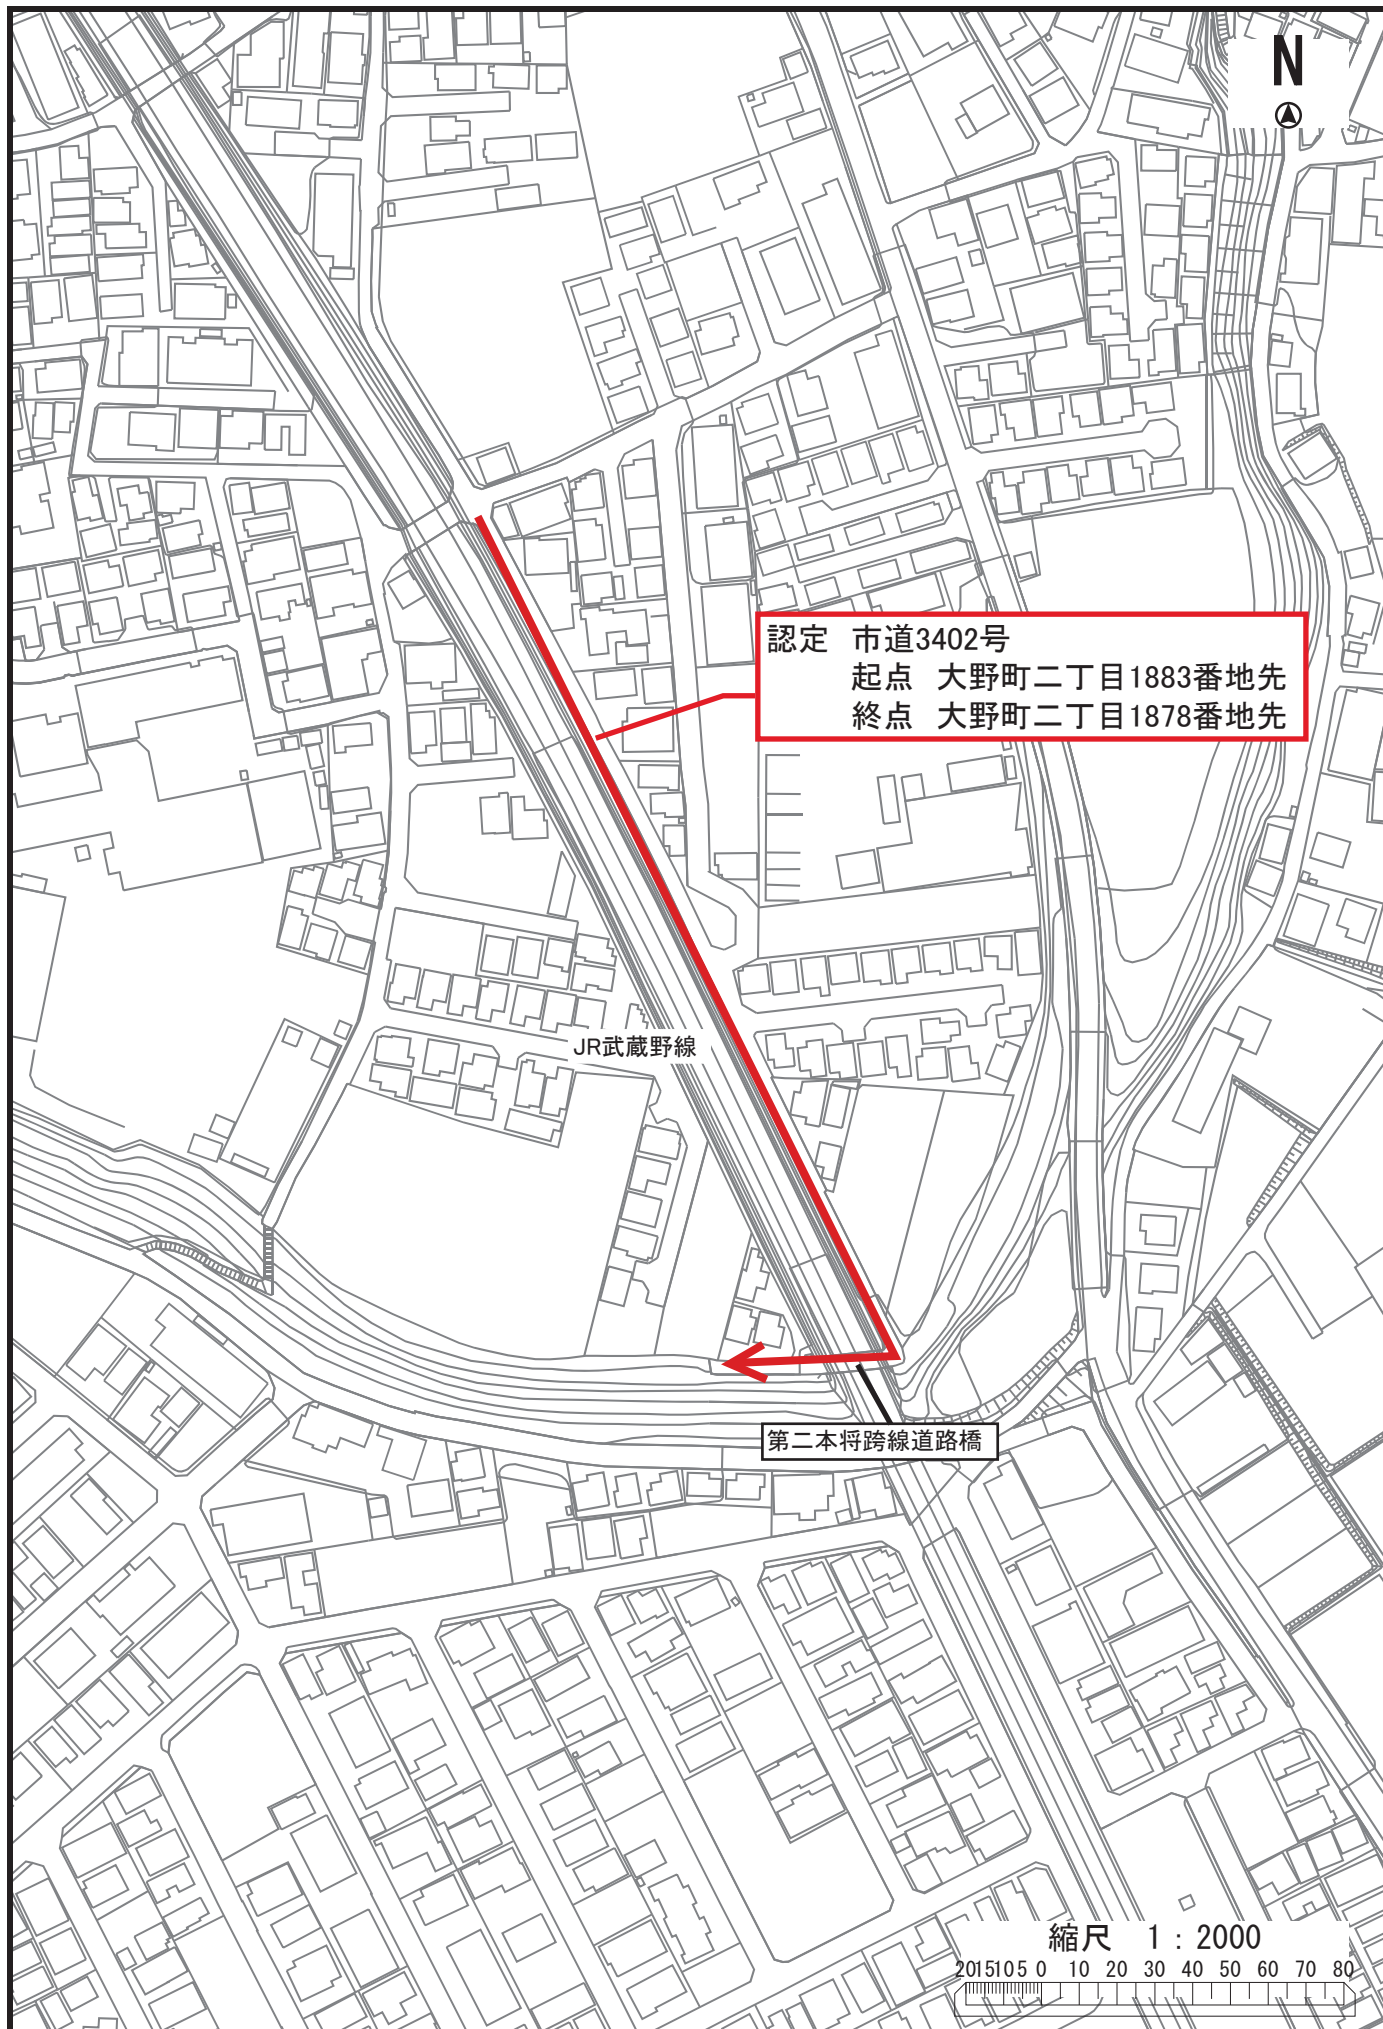 N
認定 市道3402号
起点 大野町二丁目1883番地先
終点 大野町二丁目1878番地先
JR武蔵野線
第二本将跨線道路橋
縮尺 1：2000
20 15 10 5 0 10 20 30 40 50 60 70 80